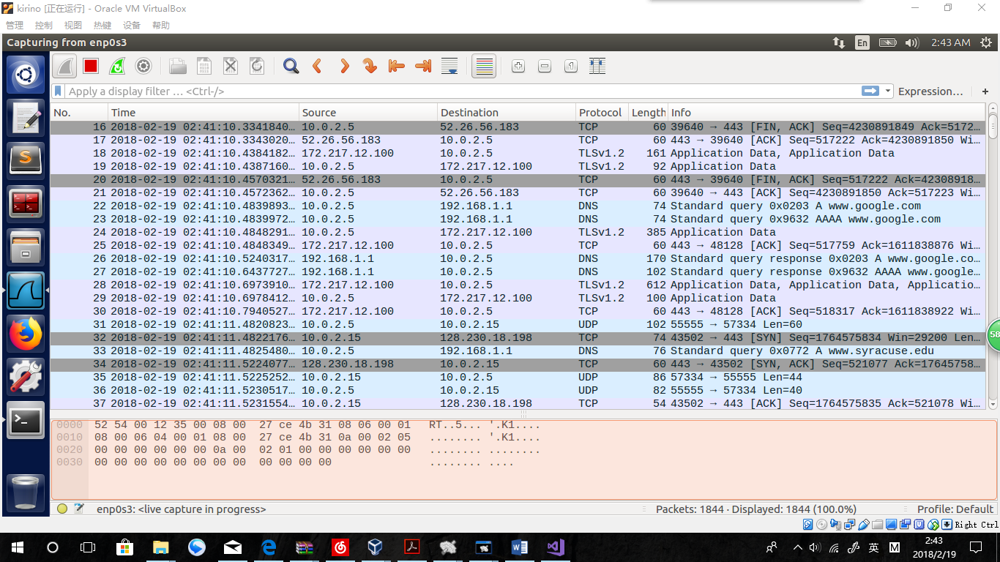 kirino [正在运行] - Oracle VM VirtualBox
管理 控制 视图 热键 设备 帮助
Capturing from enp0s3 En 2:43 AM
Apply a display filter … <Ctrl-/> Expression… +
No. Time Source Destination Protocol Length Info
16 2018-02-19 02:41:10.3341840… 10.0.2.5 52.26.56.183 TCP 60 39640 → 443 [FIN, ACK] Seq=4230891849 Ack=5172…
17 2018-02-19 02:41:10.3343020… 52.26.56.183 10.0.2.5 TCP 60 443 → 39640 [ACK] Seq=517222 Ack=4230891850 Wi…
18 2018-02-19 02:41:10.4384182… 172.217.12.100 10.0.2.5 TLSv1.2 161 Application Data, Application Data
19 2018-02-19 02:41:10.4387160… 10.0.2.5 172.217.12.100 TLSv1.2 92 Application Data
20 2018-02-19 02:41:10.4570321… 52.26.56.183 10.0.2.5 TCP 60 443 → 39640 [FIN, ACK] Seq=517222 Ack=42308918…
21 2018-02-19 02:41:10.4572362… 10.0.2.5 52.26.56.183 TCP 60 39640 → 443 [ACK] Seq=4230891850 Ack=517223 Wi…
22 2018-02-19 02:41:10.4839893… 10.0.2.5 192.168.1.1 DNS 74 Standard query 0x0203 A www.google.com
23 2018-02-19 02:41:10.4839972… 10.0.2.5 192.168.1.1 DNS 74 Standard query 0x9632 AAAA www.google.com
24 2018-02-19 02:41:10.4848291… 10.0.2.5 172.217.12.100 TLSv1.2 385 Application Data
25 2018-02-19 02:41:10.4848349… 172.217.12.100 10.0.2.5 TCP 60 443 → 48128 [ACK] Seq=517759 Ack=1611838876 Wi…
26 2018-02-19 02:41:10.5240317… 192.168.1.1 10.0.2.5 DNS 170 Standard query response 0x0203 A www.google.co…
27 2018-02-19 02:41:10.6437727… 192.168.1.1 10.0.2.5 DNS 102 Standard query response 0x9632 AAAA www.google…
28 2018-02-19 02:41:10.6973910… 172.217.12.100 10.0.2.5 TLSv1.2 612 Application Data, Application Data, Applicatio…
29 2018-02-19 02:41:10.6978412… 10.0.2.5 172.217.12.100 TLSv1.2 100 Application Data
30 2018-02-19 02:41:10.7940527… 172.217.12.100 10.0.2.5 TCP 60 443 → 48128 [ACK] Seq=518317 Ack=1611838922 Wi…
31 2018-02-19 02:41:11.4820823… 10.0.2.5 10.0.2.15 UDP 102 55555 → 57334 Len=60
32 2018-02-19 02:41:11.4822176… 10.0.2.15 128.230.18.198 TCP 74 43502 → 443 [SYN] Seq=1764575834 Win=29200 Len…
33 2018-02-19 02:41:11.4825480… 10.0.2.5 192.168.1.1 DNS 76 Standard query 0x0772 A www.syracuse.edu
34 2018-02-19 02:41:11.5224077… 128.230.18.198 10.0.2.15 TCP 60 443 → 43502 [SYN, ACK] Seq=521077 Ack=17645758…
35 2018-02-19 02:41:11.5225252… 10.0.2.15 10.0.2.5 UDP 86 57334 → 55555 Len=44
36 2018-02-19 02:41:11.5230517… 10.0.2.5 10.0.2.15 UDP 82 55555 → 57334 Len=40
37 2018-02-19 02:41:11.5231554… 10.0.2.15 128.230.18.198 TCP 54 43502 → 443 [ACK] Seq=1764575835 Ack=521078 Wi…
58
0000 52 54 00 12 35 00 08 00 27 ce 4b 31 08 06 00 01 RT..5... '.K1....
0010 08 00 06 04 00 01 08 00 27 ce 4b 31 0a 00 02 05 ........ '.K1....
0020 00 00 00 00 00 00 0a 00 02 01 00 00 00 00 00 00 ........ ........
0030 00 00 00 00 00 00 00 00 00 00 00 00 ........ ....
enp0s3: <live capture in progress> Packets: 1844 · Displayed: 1844 (100.0%) Profile: Default
Right Ctrl
英 M 2:43
2018/2/19